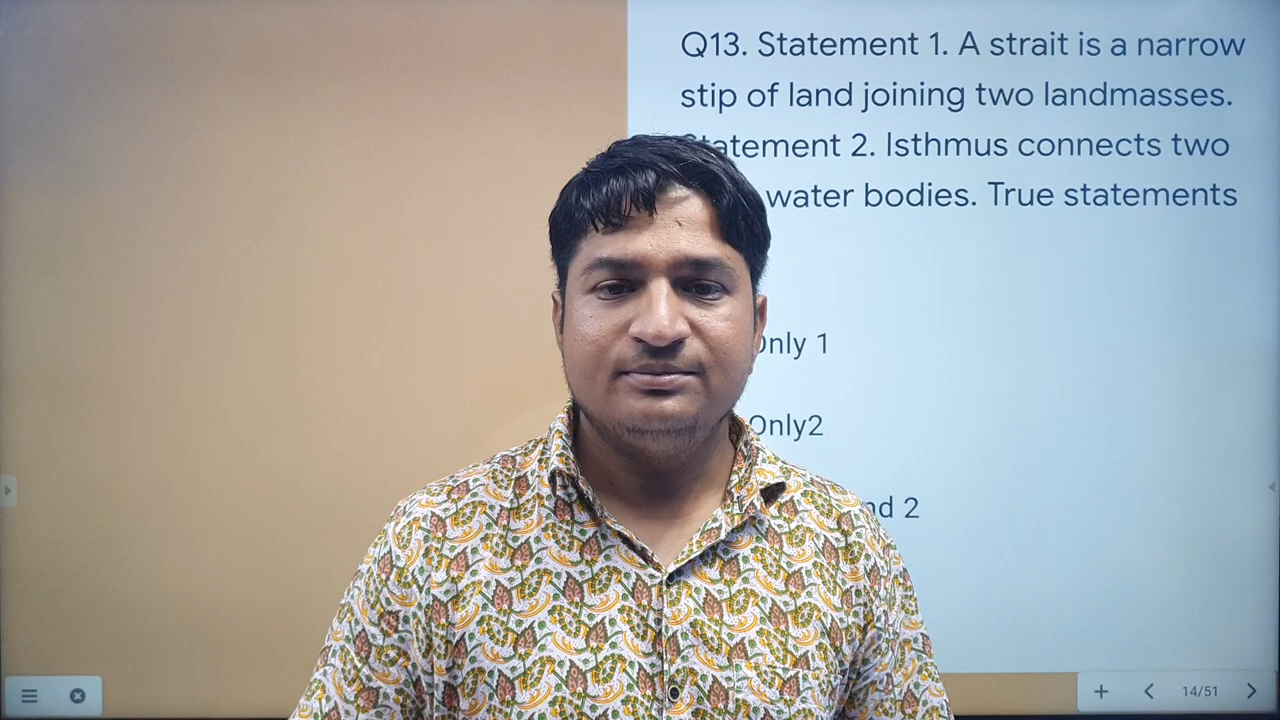 Q13. Statement 1. A strait is a narrow
stip of land joining two landmasses.
Statement 2. Isthmus connects two
water bodies. True statements
Only 1
Only2
nd 2
14/51